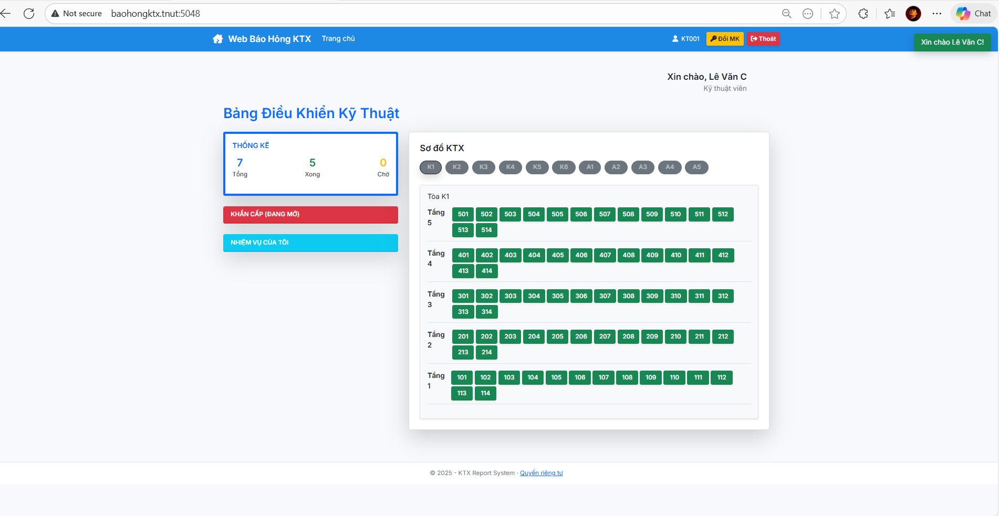 Not secure baohongktx.tnut:5048 Chat
Web Báo Hỏng KTX Trang chủ KT001 Đổi MK Thoát
Xin chào Lê Văn C!
Xin chào, Lê Văn C
Kỹ thuật viên
Bảng Điều Khiển Kỹ Thuật
THỐNG KÊ
7 5 0
Tổng Xong Chờ
KHẨN CẤP (ĐANG MỞ)
NHIỆM VỤ CỦA TÔI
Sơ đồ KTX
K1 K2 K3 K4 K5 K6 A1 A2 A3 A4 A5
Tòa K1
Tầng 501 502 503 504 505 506 507 508 509 510 511 512
5 513 514
Tầng 401 402 403 404 405 406 407 408 409 410 411 412
4 413 414
Tầng 301 302 303 304 305 306 307 308 309 310 311 312
3 313 314
Tầng 201 202 203 204 205 206 207 208 209 210 211 212
2 213 214
Tầng 101 102 103 104 105 106 107 108 109 110 111 112
1 113 114
© 2025 - KTX Report System · Quyền riêng tư